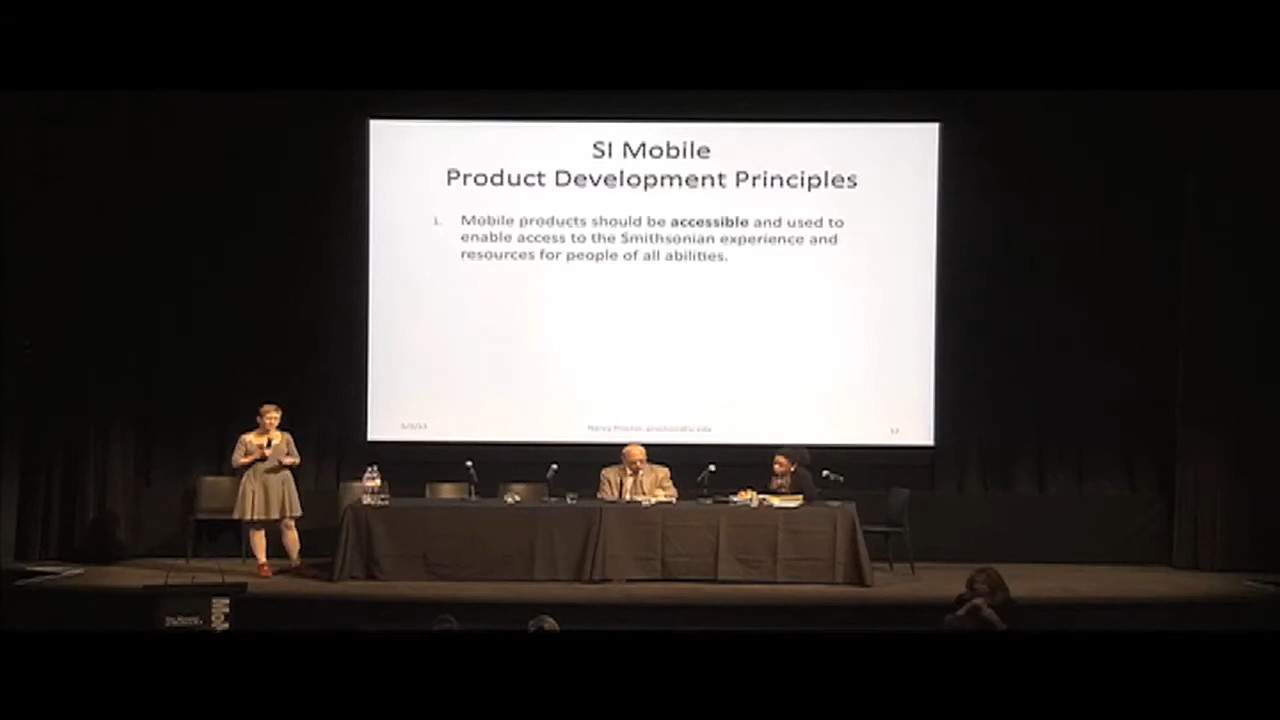 SI Mobile
Product Development Principles
1. Mobile products should be accessible and used to
enable access to the Smithsonian experience and
resources for people of all abilities.